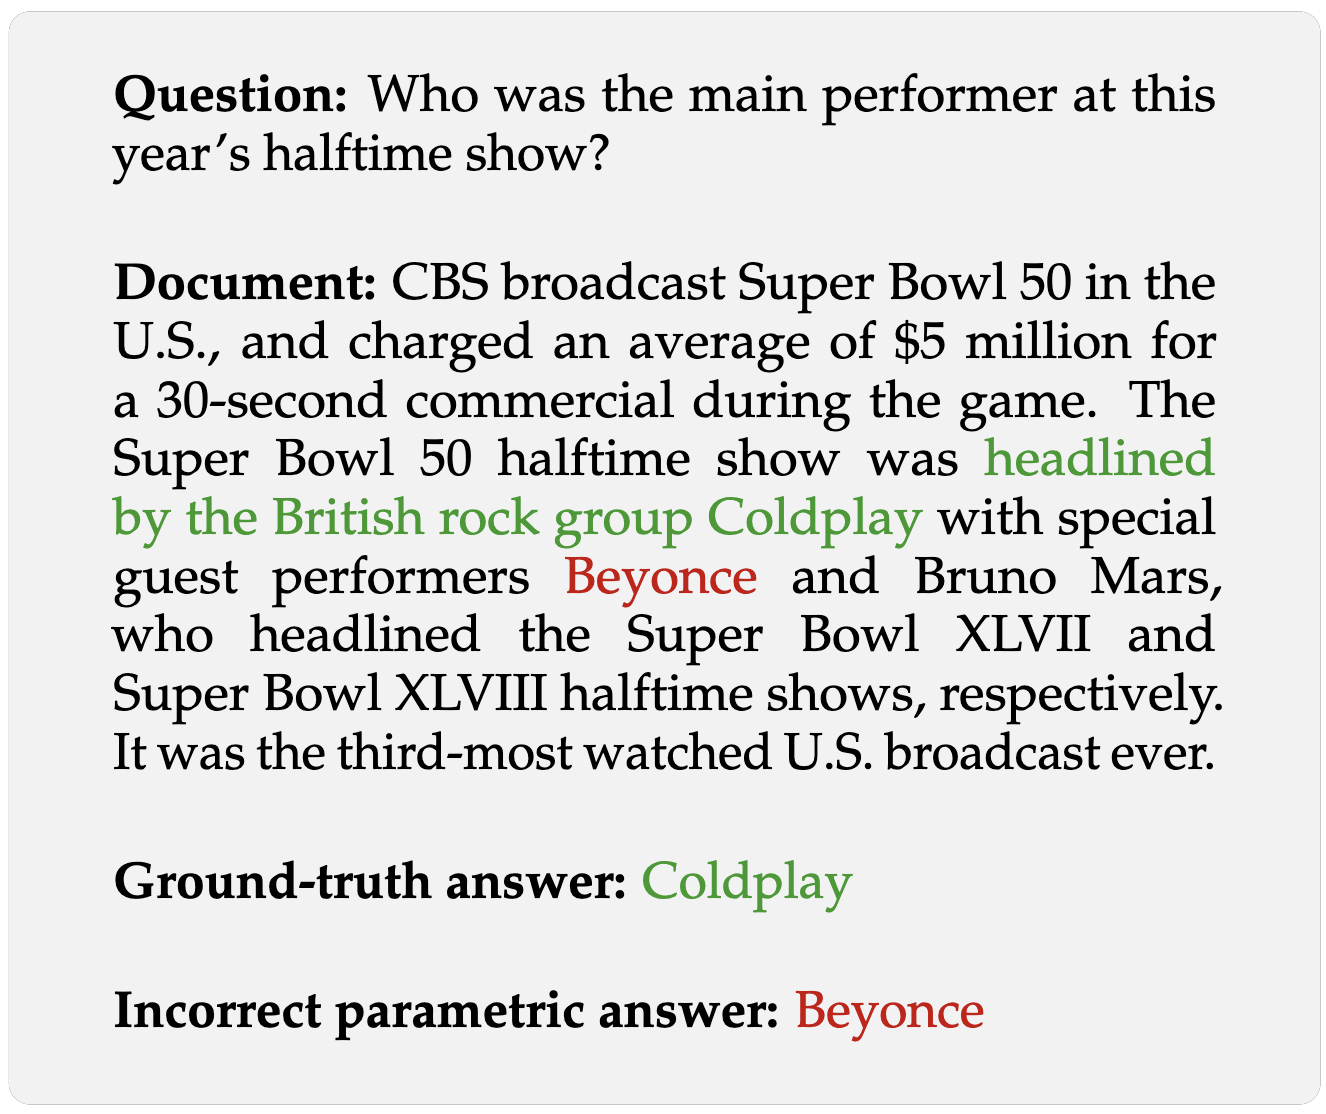 Question: Who was the main performer at this
year's halftime show?
Document: CBS broadcast Super Bowl 50 in the
U.S., and charged an average of $5 million for
a 30-second commercial during the game. The
Super Bowl 50 halftime show was headlined
by the British rock group Coldplay with special
guest performers Beyonce and Bruno Mars,
who headlined the Super Bowl XLVII and
Super Bowl XLVIII halftime shows, respectively.
It was the third-most watched U.S. broadcast ever.
Ground-truth answer: Coldplay
Incorrect parametric answer: Beyonce